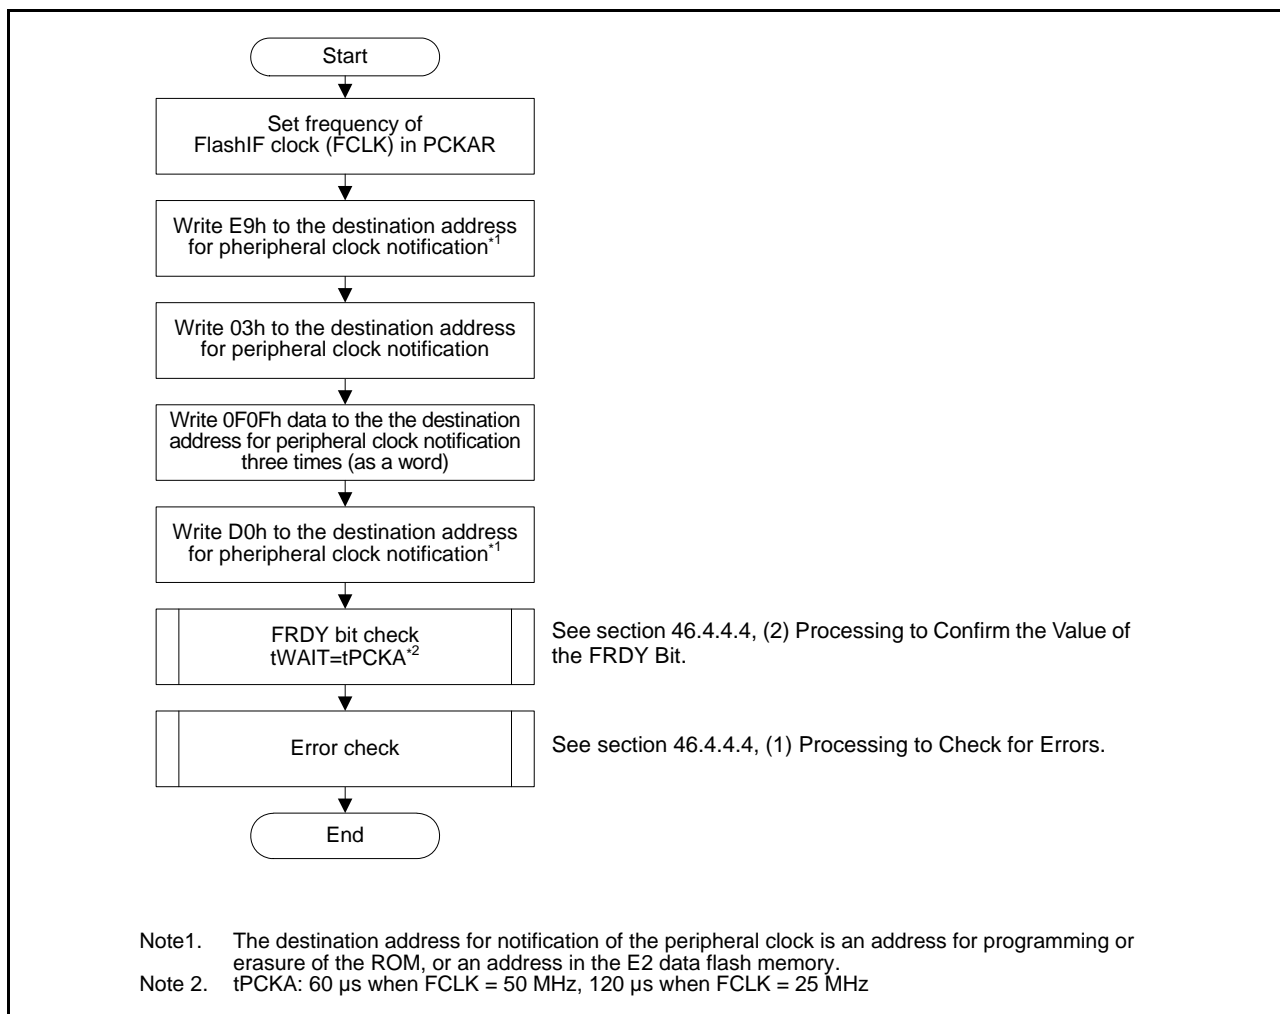 Start
Set frequency of
FlashIF clock (FCLK) in PCKAR
Write E9h to the destination address
for pheripheral clock notification*1
Write 03h to the destination address
for peripheral clock notification
Write 0F0Fh data to the the destination
address for peripheral clock notification
three times (as a word)
Write D0h to the destination address
for pheripheral clock notification*1
FRDY bit check
tWAIT=tPCKA*2
See section 46.4.4.4, (2) Processing to Confirm the Value of
the FRDY Bit.
Error check
See section 46.4.4.4, (1) Processing to Check for Errors.
End
Note1. The destination address for notification of the peripheral clock is an address for programming or
erasure of the ROM, or an address in the E2 data flash memory.
Note 2. tPCKA: 60 µs when FCLK = 50 MHz, 120 µs when FCLK = 25 MHz